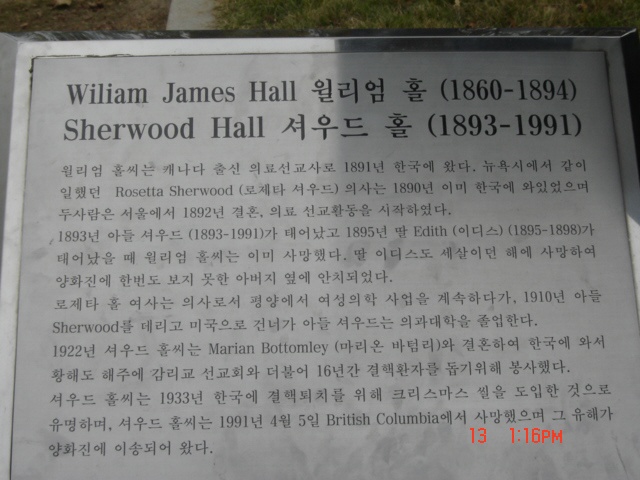 Wiliam James Hall 윌리엄 홀 (1860-1894)
Sherwood Hall 셔우드 홀 (1893-1991)
윌리엄 홀씨는 캐나다 출신 의료선교사로 1891년 한국에 왔다. 뉴욕시에서 같이
일했던 Rosetta Sherwood (로제타 셔우드) 의사는 1890년 이미 한국에 와있었으며
두사람은 서울에서 1892년 결혼, 의료 선교활동을 시작하였다.
1893년 아들 셔우드 (1893-1991)가 태어났고 1895년 딸 Edith (이디스) (1895-1898)가
태어났을 때 윌리엄 홀씨는 이미 사망했다. 딸 이디스도 세살이던 해에 사망하여
양화진에 한번도 보지 못한 아버지 옆에 안치되었다.
로제타 홀 여사는 의사로서 평양에서 여성의학 사업을 계속하다가, 1910년 아들
Sherwood를 데리고 미국으로 건너가 아들 셔우드는 의과대학을 졸업한다.
1922년 셔우드 홀씨는 Marian Bottomley (마리온 바텀리)와 결혼하여 한국에 와서
황해도 해주에 감리교 선교회와 더불어 16년간 결핵환자를 돕기위해 봉사했다.
셔우드 홀씨는 1933년 한국에 결핵퇴치를 위해 크리스마스 씰을 도입한 것으로
유명하며, 셔우드 홀씨는 1991년 4월 5일 British Columbia에서 사망했으며 그 유해가
양화진에 이송되어 왔다.
13 1:16PM